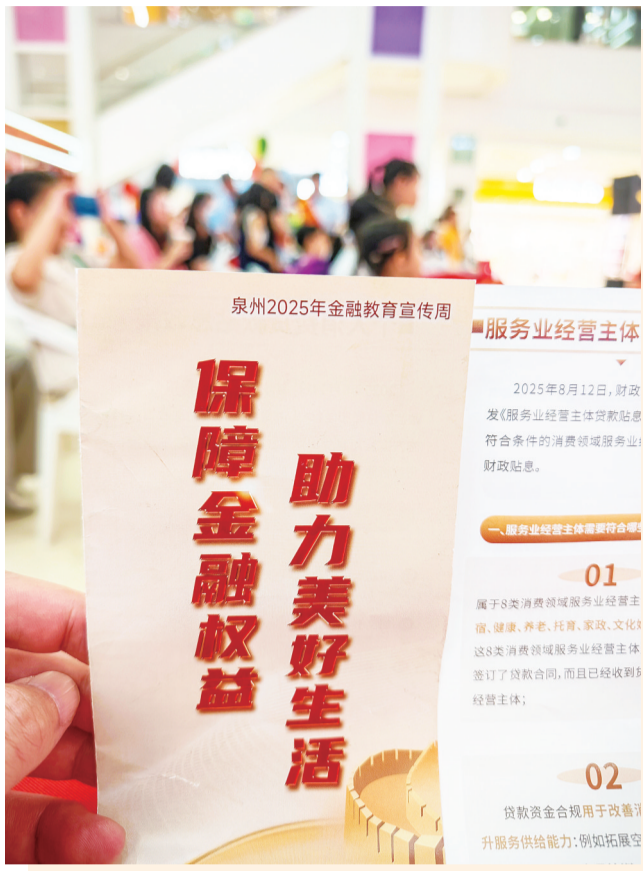 泉州2025年金融教育宣传周
保障金融权益
助力美好生活
服务业经营主体
2025年8月12日,财政
发《服务业经营主体贷款贴息
符合条件的消费领域服务业
财政贴息。
一、服务业经营主体需要符合哪
01
属于8类消费领域服务业经营主
宿、健康、养老、托育、家政、文化
这8类消费领域服务业经营主体
签订了贷款合同,而且已经收到
经营主体;
02
贷款资金合规用于改善
升服务供给能力:例如拓展空